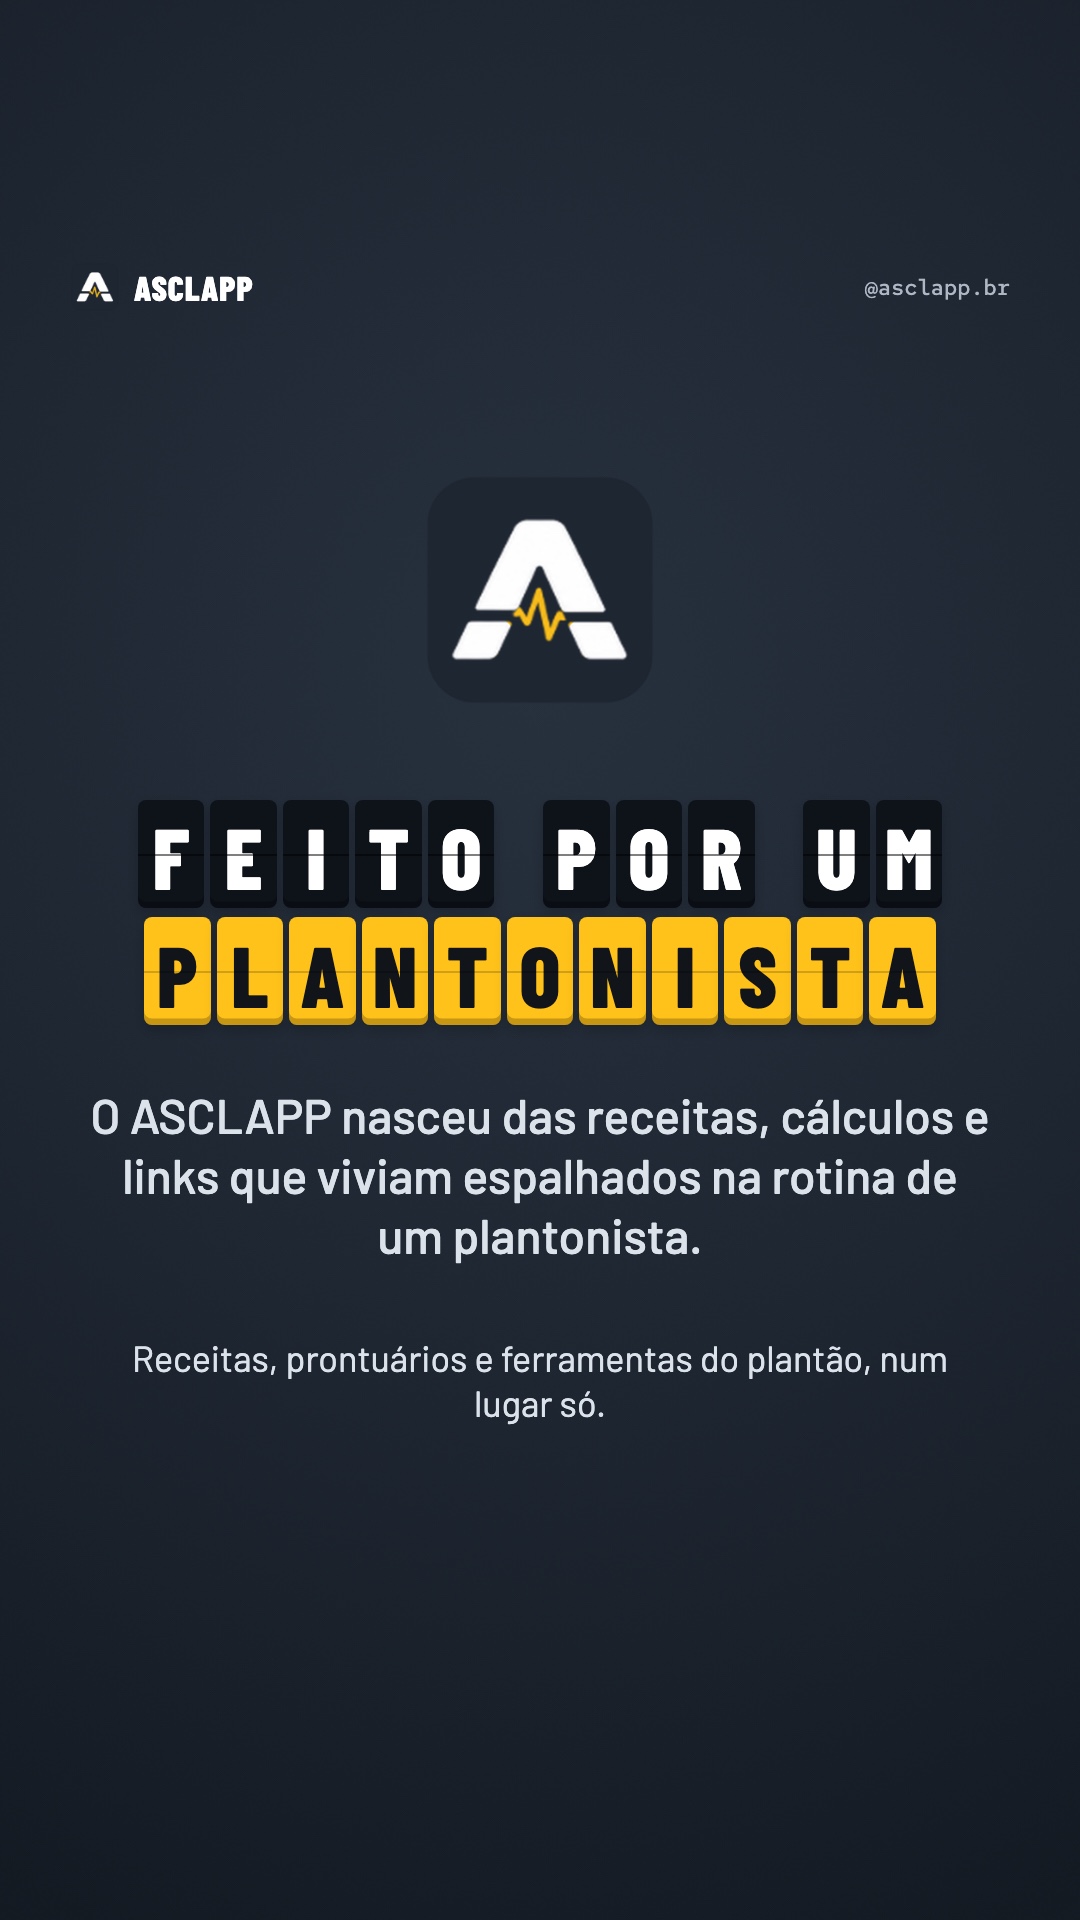 ASCLAPP
@asclapp.br
FEITO POR UM
PLANTONISTA
O ASCLAPP nasceu das receitas, cálculos e
links que viviam espalhados na rotina de
um plantonista.
Receitas, prontuários e ferramentas do plantão, num
lugar só.